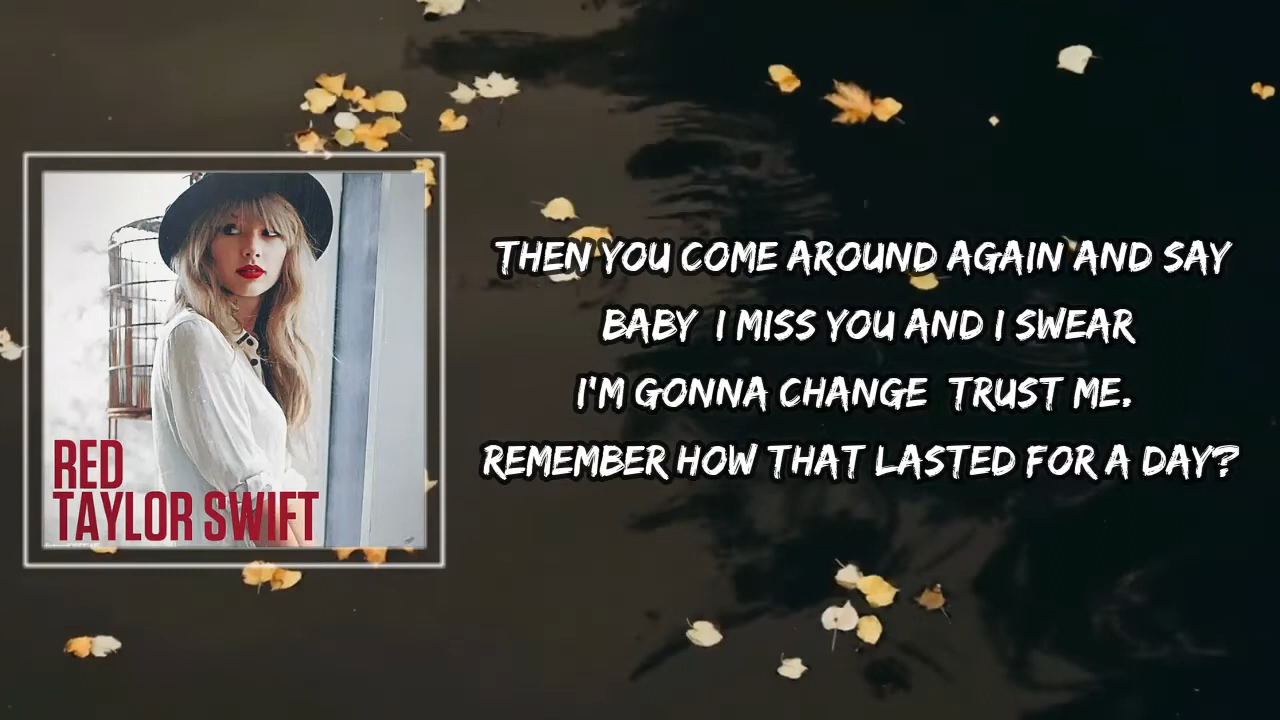 RED
TAYLOR SWIFT
THEN YOU COME AROUND AGAIN AND SAY
BABY I MISS YOU AND I SWEAR
I'M GONNA CHANGE TRUST ME.
REMEMBER HOW THAT LASTED FOR A DAY?